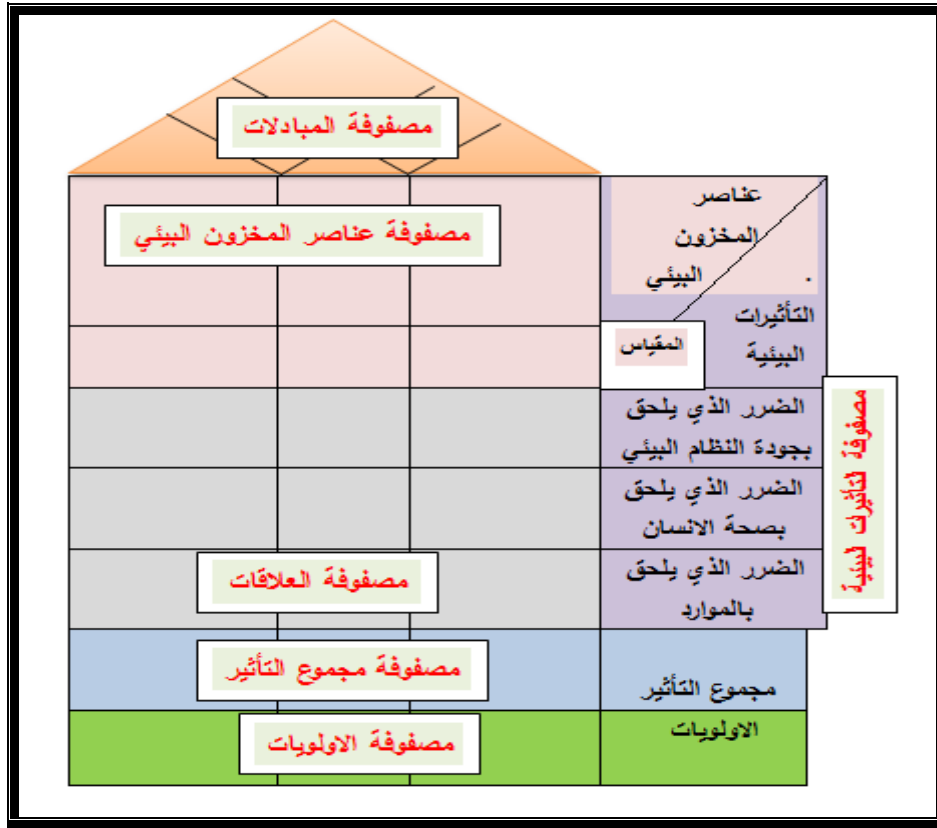 مصفوفة المبادلات
عناصر
المخزون
البيئي .
مصفوفة عناصر المخزون البيئي
التأثيرات
البيئية
المقياس
مصفوفة لتأثيرات لبيئية
الضرر الذي يلحق
بجودة النظام البيئي
الضرر الذي يلحق
بصحة الانسان
الضرر الذي يلحق
بالموارد
مصفوفة العلاقات
مجموع التأثير
مصفوفة مجموع التأثير
الاولويات
مصفوفة الاولويات